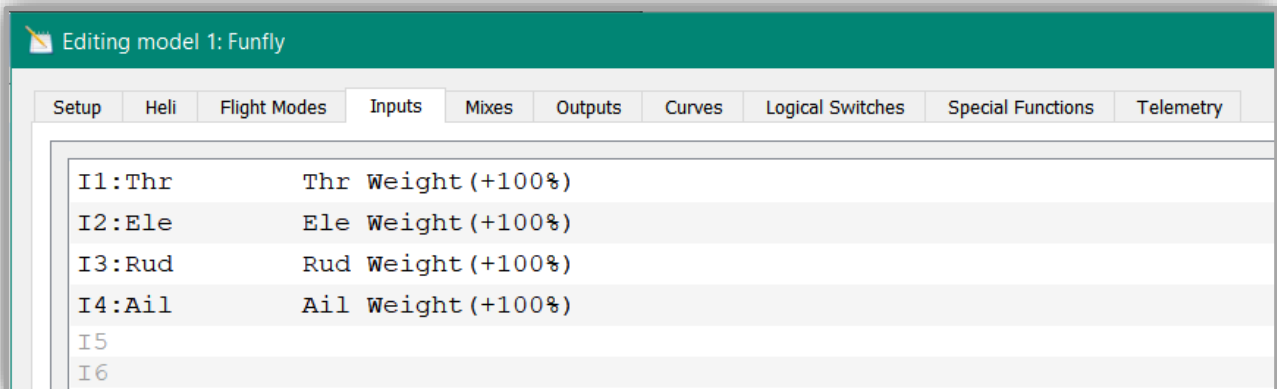 Editing model 1: Funfly
Setup Heli Flight Modes Inputs Mixes Outputs Curves Logical Switches Special Functions Telemetry
I1:Thr Thr Weight(+100%)
I2:Ele Ele Weight(+100%)
I3:Rud Rud Weight(+100%)
I4:Ail Ail Weight(+100%)
I5
I6